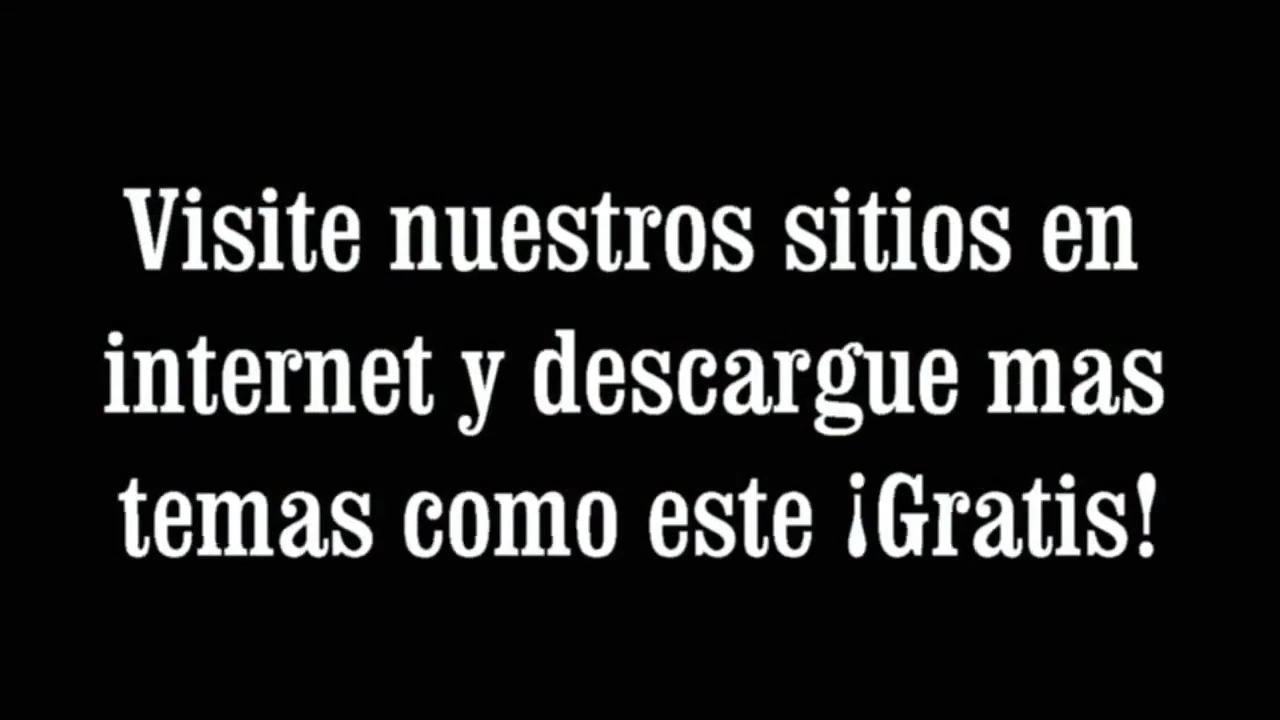 Visite nuestros sitios en
internet y descargue mas
temas como este ¡Gratis!